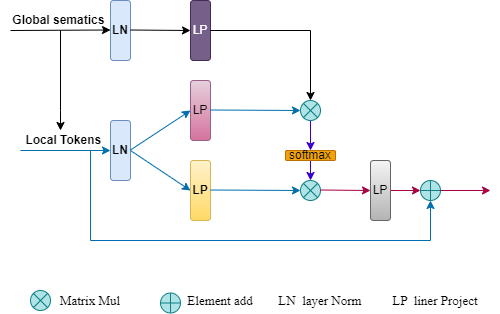 Global sematics
LN
LP
LP
Local Tokens
LN
softmax
LP
LP
Matrix Mul
Element add
LN layer Norm
LP liner Project